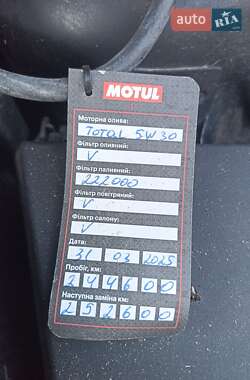 AUTO
RIA
MOTUL
Моторна олива:
TOTAL 5W30
Фільтр оливний:
V
Фільтр паливний:
222000
Фільтр повітряний:
V
Фільтр салону:
V
Дата:
31 03 2025
Пробіг, км:
244600
Наступна заміна, км:
252600